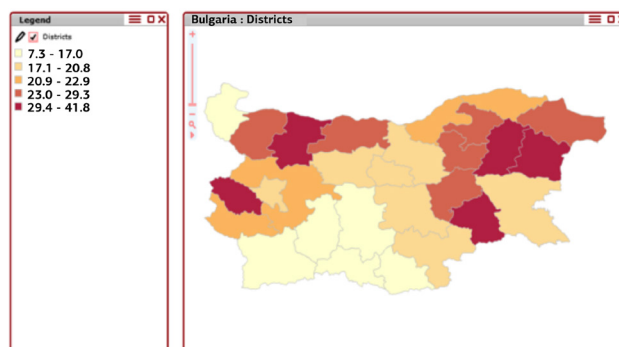 Legend
Districts
7.3 - 17.0
17.1 - 20.8
20.9 - 22.9
23.0 - 29.3
29.4 - 41.8
Bulgaria : Districts